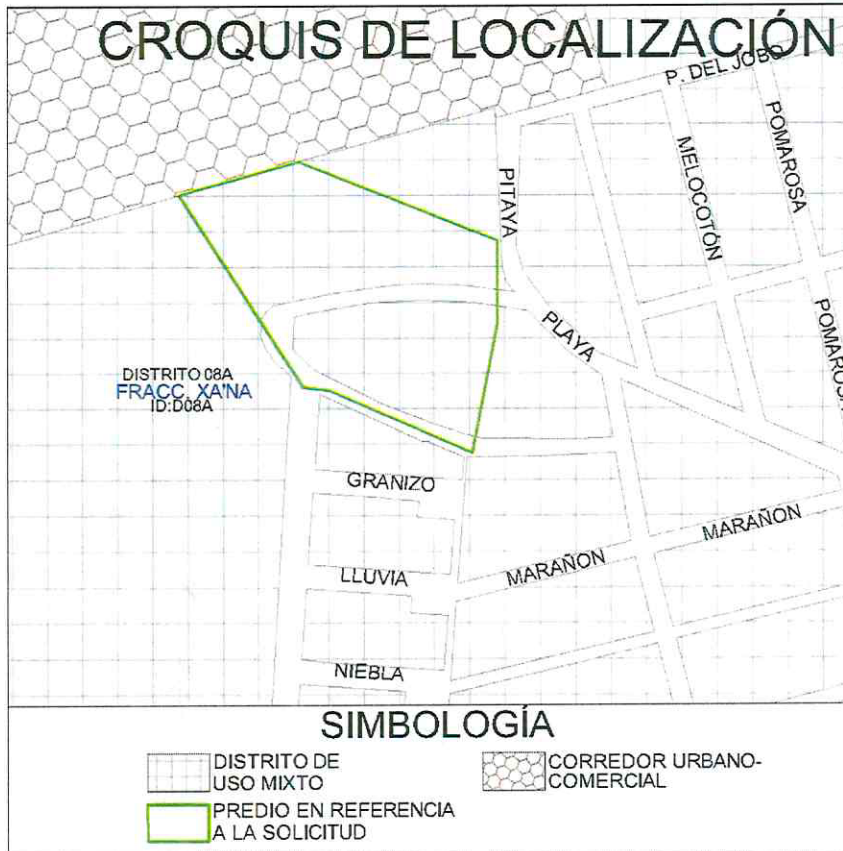 CROQUIS DE LOCALIZACIÓN
P. DEL JOBO
PITAYA
MELOCOTÓN
POMAROSA
POMAROSA
PLAYA
DISTRITO 08A
FRACC. XA'NA
ID:D08A
GRANIZO
MARAÑON
MARAÑON
LLUVIA
NIEBLA
SIMBOLOGÍA
DISTRITO DE
USO MIXTO
CORREDOR URBANO-
COMERCIAL
PREDIO EN REFERENCIA
A LA SOLICITUD